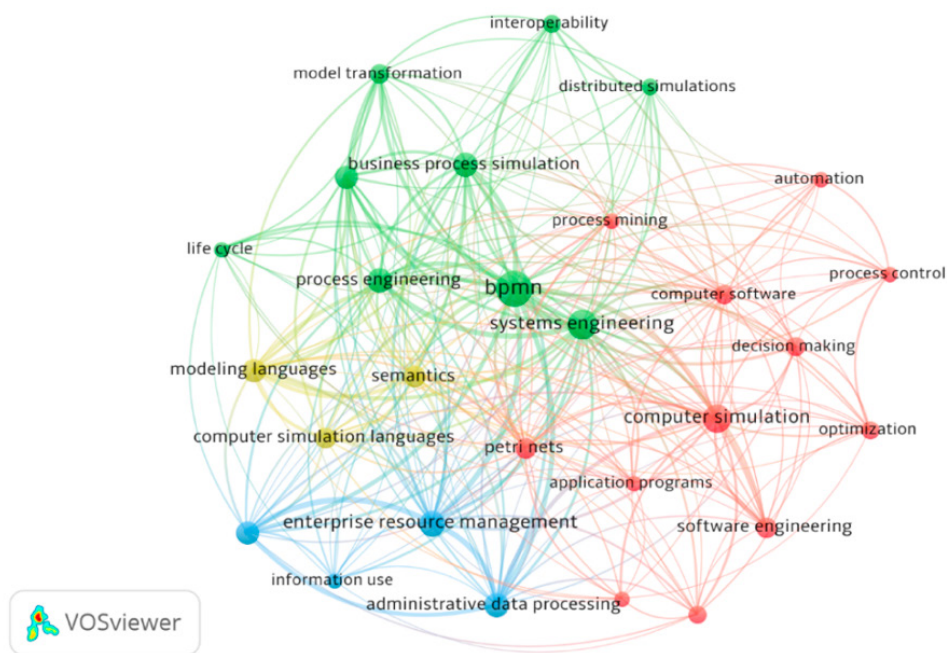 interoperability
model transformation
distributed simulations
business process simulation
automation
process mining
life cycle
process control
process engineering
bpmn
computer software
systems engineering
decision making
modeling languages
semantics
computer simulation
optimization
computer simulation languages
petri nets
application programs
enterprise resource management
software engineering
information use
administrative data processing
VOSviewer